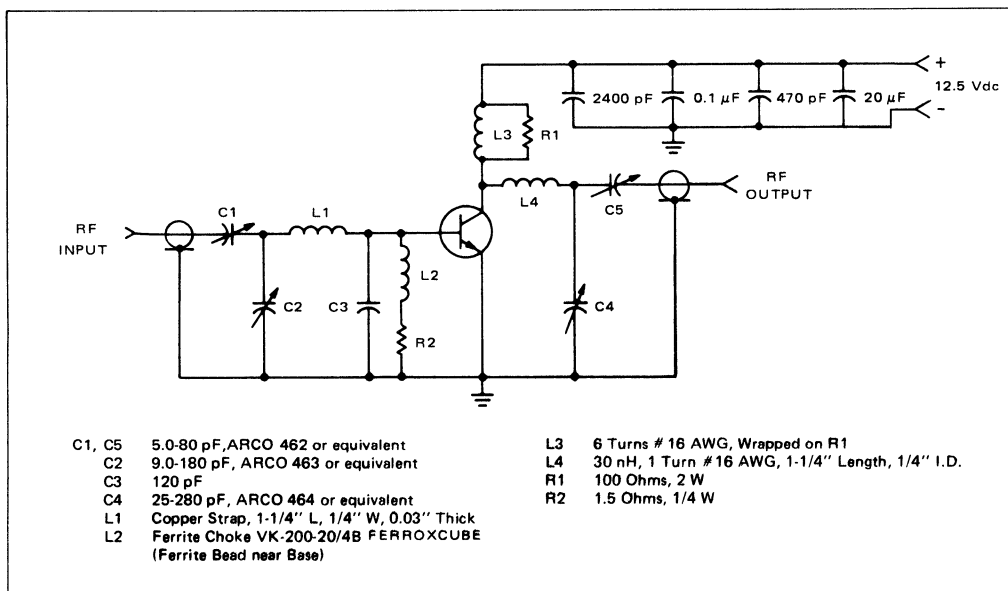 +
12.5 Vdc
-
2400 pF
0.1 µF
470 pF
20 µF
L3
R1
RF
OUTPUT
L4
C5
C1
L1
RF
INPUT
L2
C2
C3
C4
R2
C1, C5 5.0-80 pF,ARCO 462 or equivalent
C2 9.0-180 pF, ARCO 463 or equivalent
C3 120 pF
C4 25-280 pF, ARCO 464 or equivalent
L1 Copper Strap, 1-1/4" L, 1/4" W, 0.03" Thick
L2 Ferrite Choke VK-200-20/4B FERROXCUBE
(Ferrite Bead near Base)
L3 6 Turns # 16 AWG, Wrapped on R1
L4 30 nH, 1 Turn #16 AWG, 1-1/4" Length, 1/4" I.D.
R1 100 Ohms, 2 W
R2 1.5 Ohms, 1/4 W